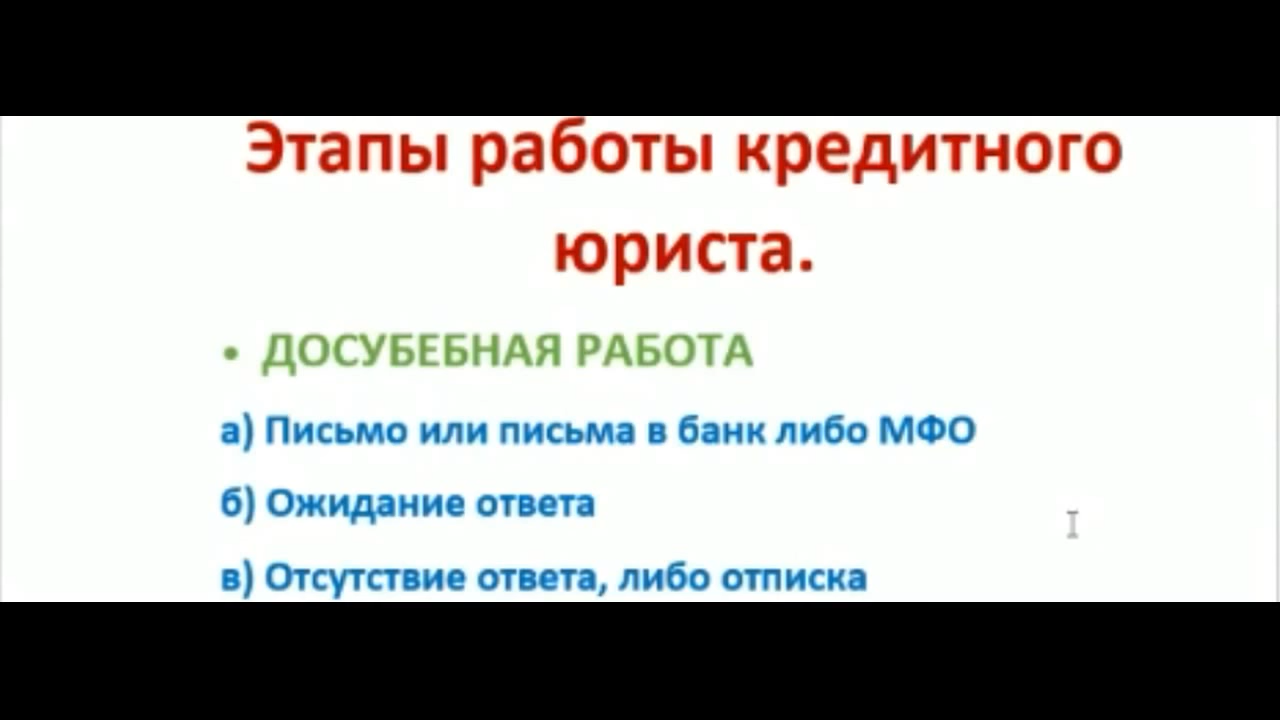 Этапы работы кредитного
юриста.
• ДОСУБЕБНАЯ РАБОТА
а) Письмо или письма в банк либо МФО
б) Ожидание ответа
в) Отсутствие ответа, либо отписка